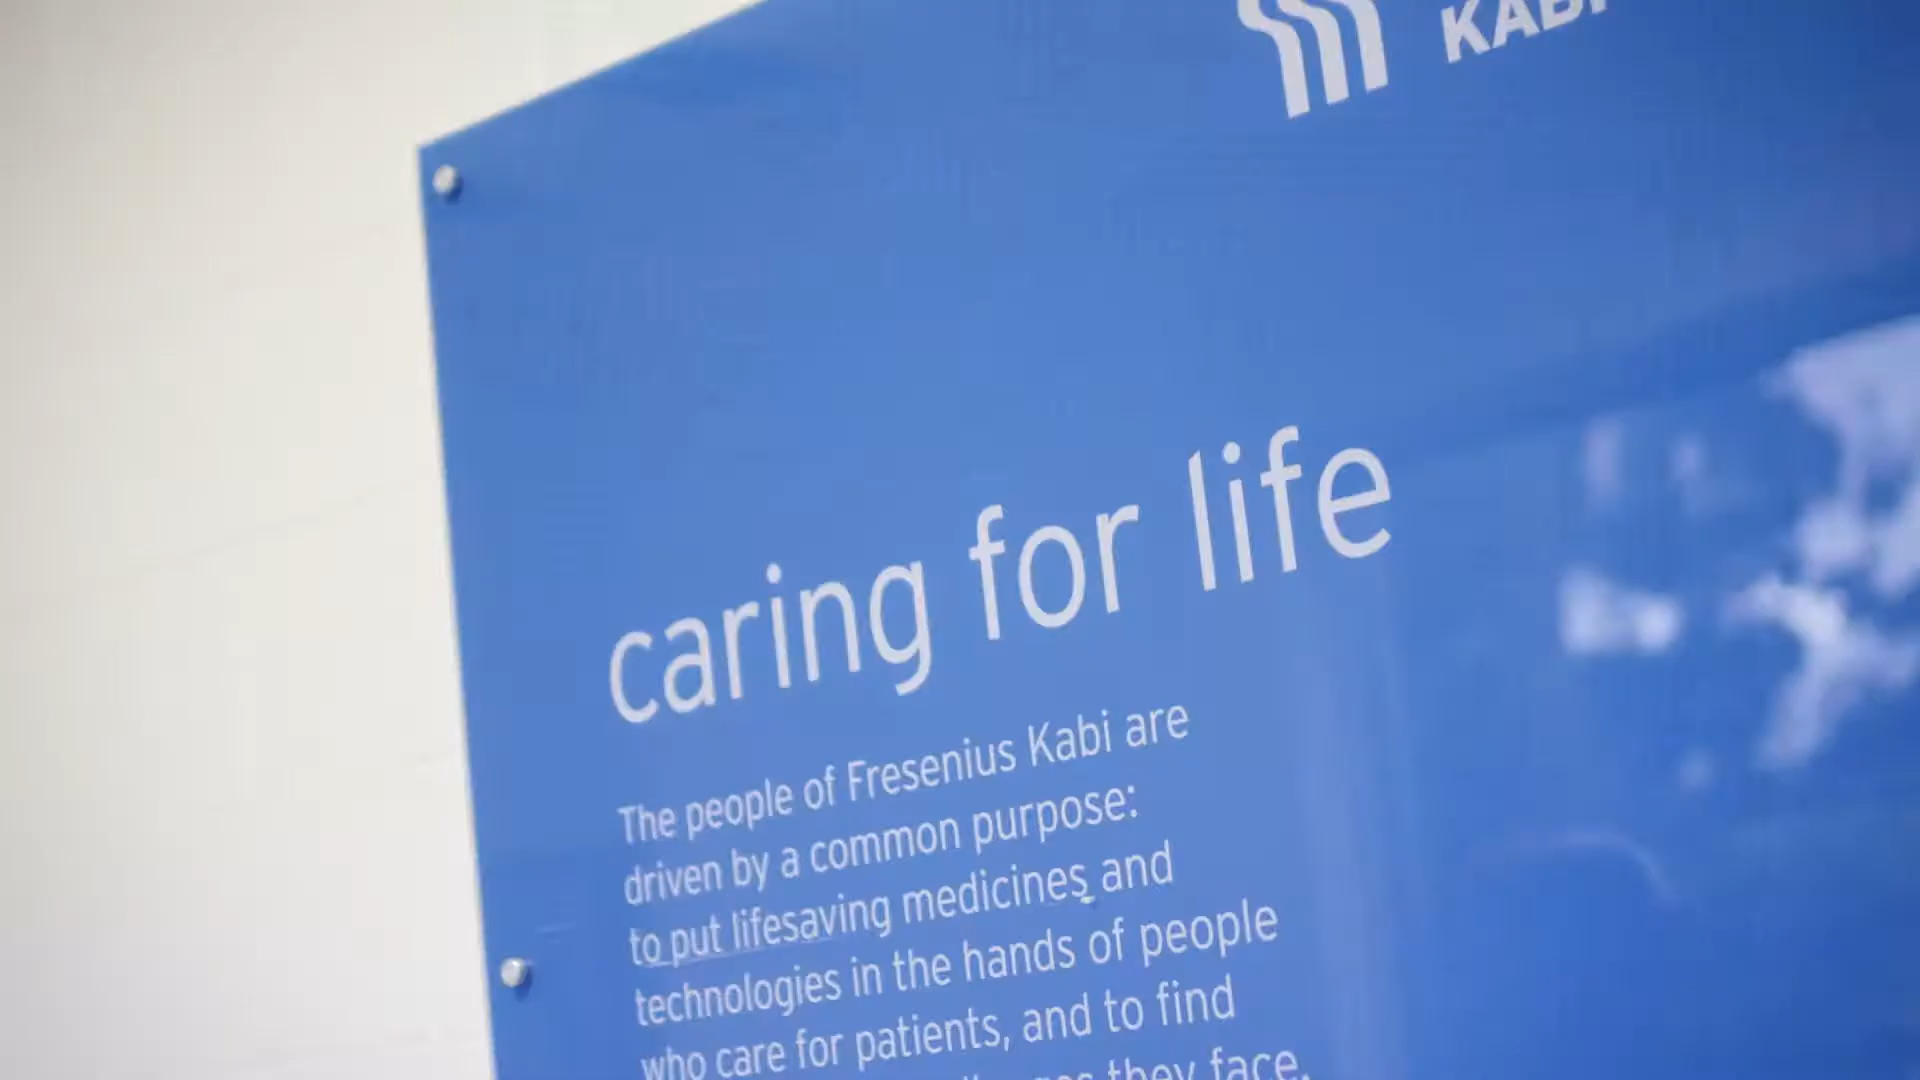 KABI
caring for life
The people of Fresenius Kabi are
driven by a common purpose:
to put lifesaving medicines and
technologies in the hands of people
who care for patients, and to find
they face.